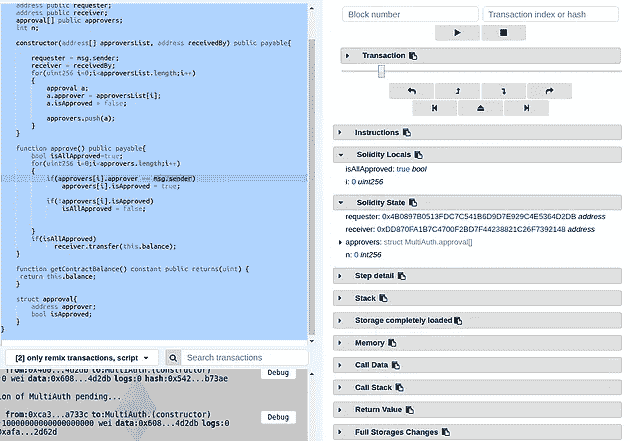 address public requester;
address public receiver;
approval[] public approvers;
int n;
constructor(address[] approversList, address receivedBy) public payable{
requester = msg.sender;
receiver = receivedBy;
for(uint256 i=0;i<approversList.length;i++)
{
approval a;
a.approver = approversList[i];
a.isApproved = false;
approvers.push(a);
}
}
function approve() public payable{
bool isAllApproved=true;
for(uint256 i=0;i<approvers.length;i++)
{
if(approvers[i].approver == msg.sender)
approvers[i].isApproved = true;
if(!approvers[i].isApproved)
isAllApproved = false;
}
if(isAllApproved)
receiver.transfer(this.balance);
}
function getContractBalance() constant public returns(uint) {
return this.balance;
}
struct approval{
address approver;
bool isApproved;
}
}
[2] only remix transactions, script
Search transactions
0 wei data:0x608...4d2db logs:0 hash:0x542...b73ae
Debug
ion of MultiAuth pending...
from:0xca3...a733c to:MultiAuth.(constructor)
wei data:0x608...4d2db logs:0
0xafa...2d62d
Debug
Block number
Transaction index or hash
Transaction
Instructions
Solidity Locals
isAllApproved: true bool
i: 0 uint256
Solidity State
requester: 0x4B0897B0513FDC7C541B6D9D7E929C4E5364D2DB address
receiver: 0xDD870FA1B7C4700F2BD7F44238821C26F7392148 address
approvers: struct MultiAuth.approval[]
n: 0 int256
Step detail
Stack
Storage completely loaded
Memory
Call Data
Call Stack
Return Value
Full Storages Changes